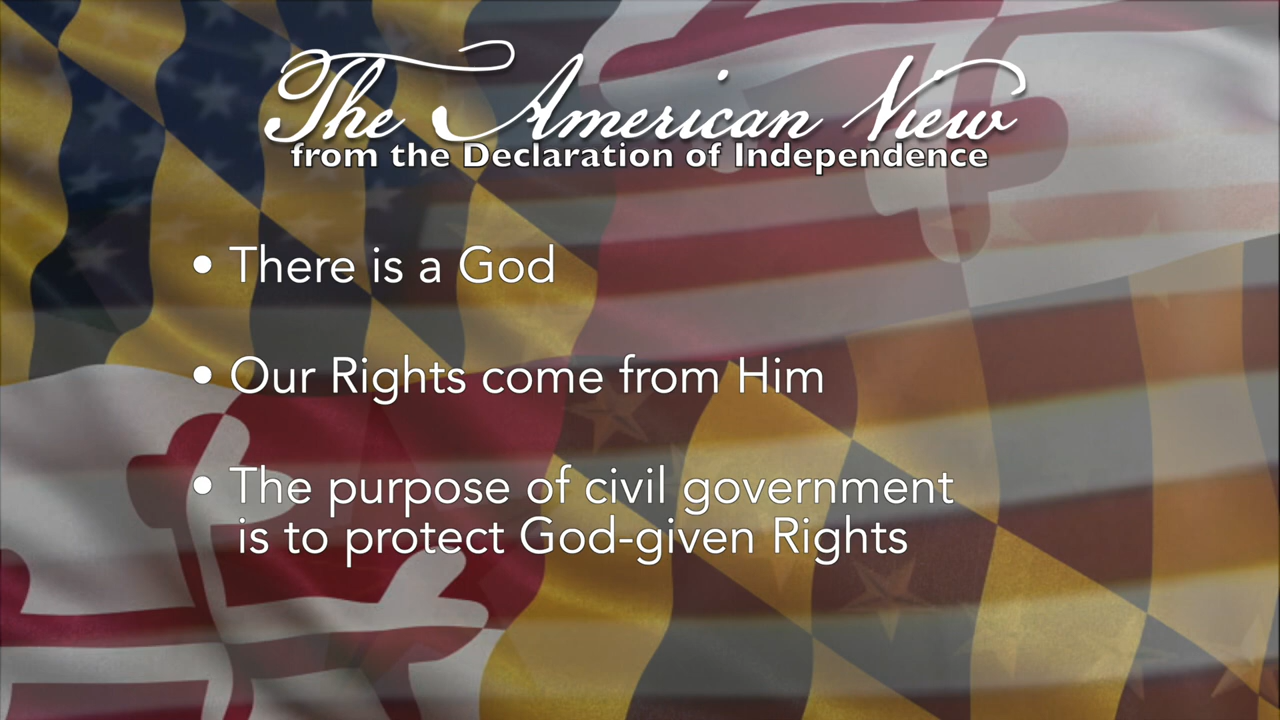 The American View
from the Declaration of Independence
• There is a God
• Our Rights come from Him
• The purpose of civil government
is to protect God-given Rights